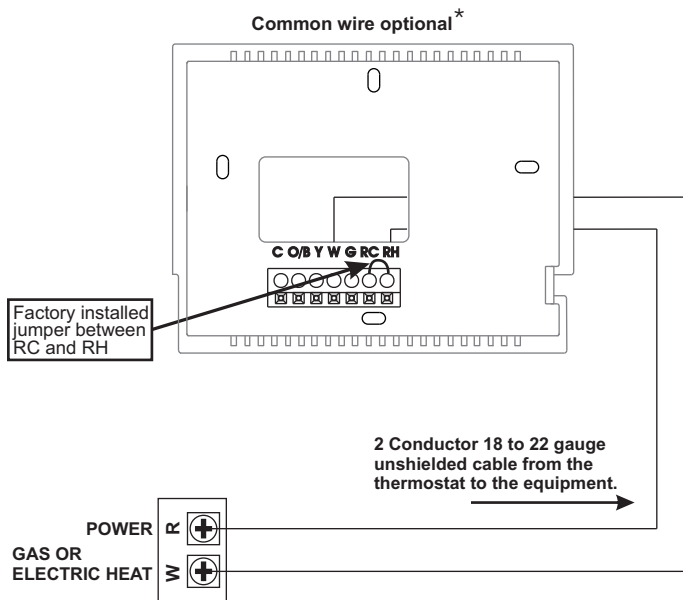 Common wire optional*
C O/B Y W G RC RH
Factory installed
jumper between
RC and RH
2 Conductor 18 to 22 gauge
unshielded cable from the
thermostat to the equipment.
POWER R
GAS OR
ELECTRIC HEAT W